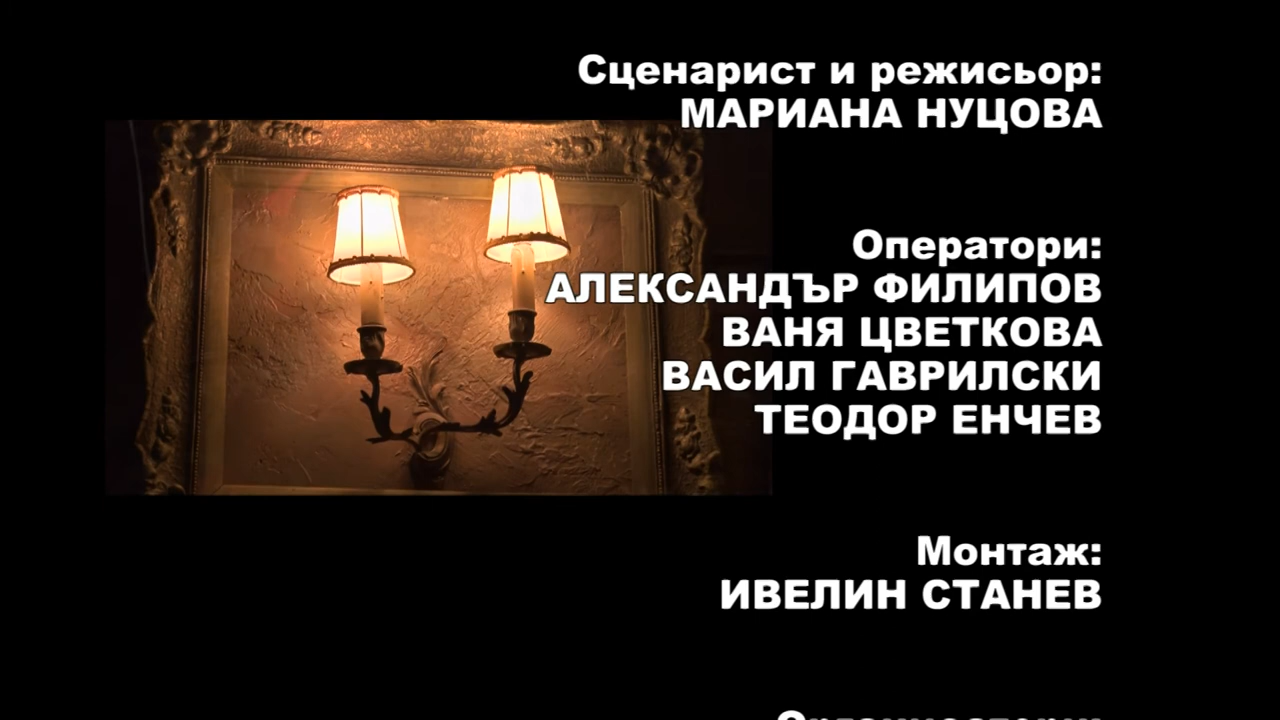 Сценарист и режисьор:
МАРИАНА НУЦОВА
Оператори:
АЛЕКСАНДЪР ФИЛИПОВ
ВАНЯ ЦВЕТКОВА
ВАСИЛ ГАВРИЛСКИ
ТЕОДОР ЕНЧЕВ
Монтаж:
ИВЕЛИН СТАНЕВ